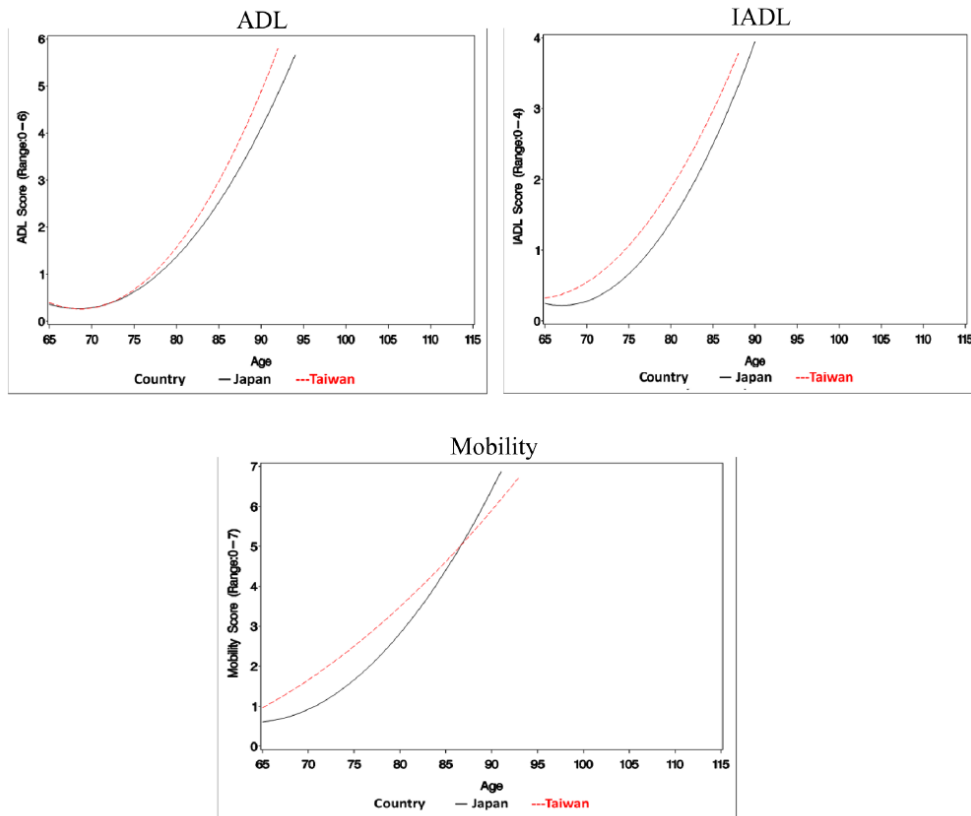 ADL
6
5
4
3
2
1
0
ADL Score (Range:0−6)
65 70 75 80 85 90 95 100 105 110 115
Age
Country —Japan ---Taiwan
IADL
4
3
2
1
0
IADL Score (Range:0−4)
65 70 75 80 85 90 95 100 105 110 115
Age
Country —Japan ---Taiwan
Mobility
7
6
5
4
3
2
1
0
Mobility Score (Range:0−7)
65 70 75 80 85 90 95 100 105 110 115
Age
Country —Japan ---Taiwan